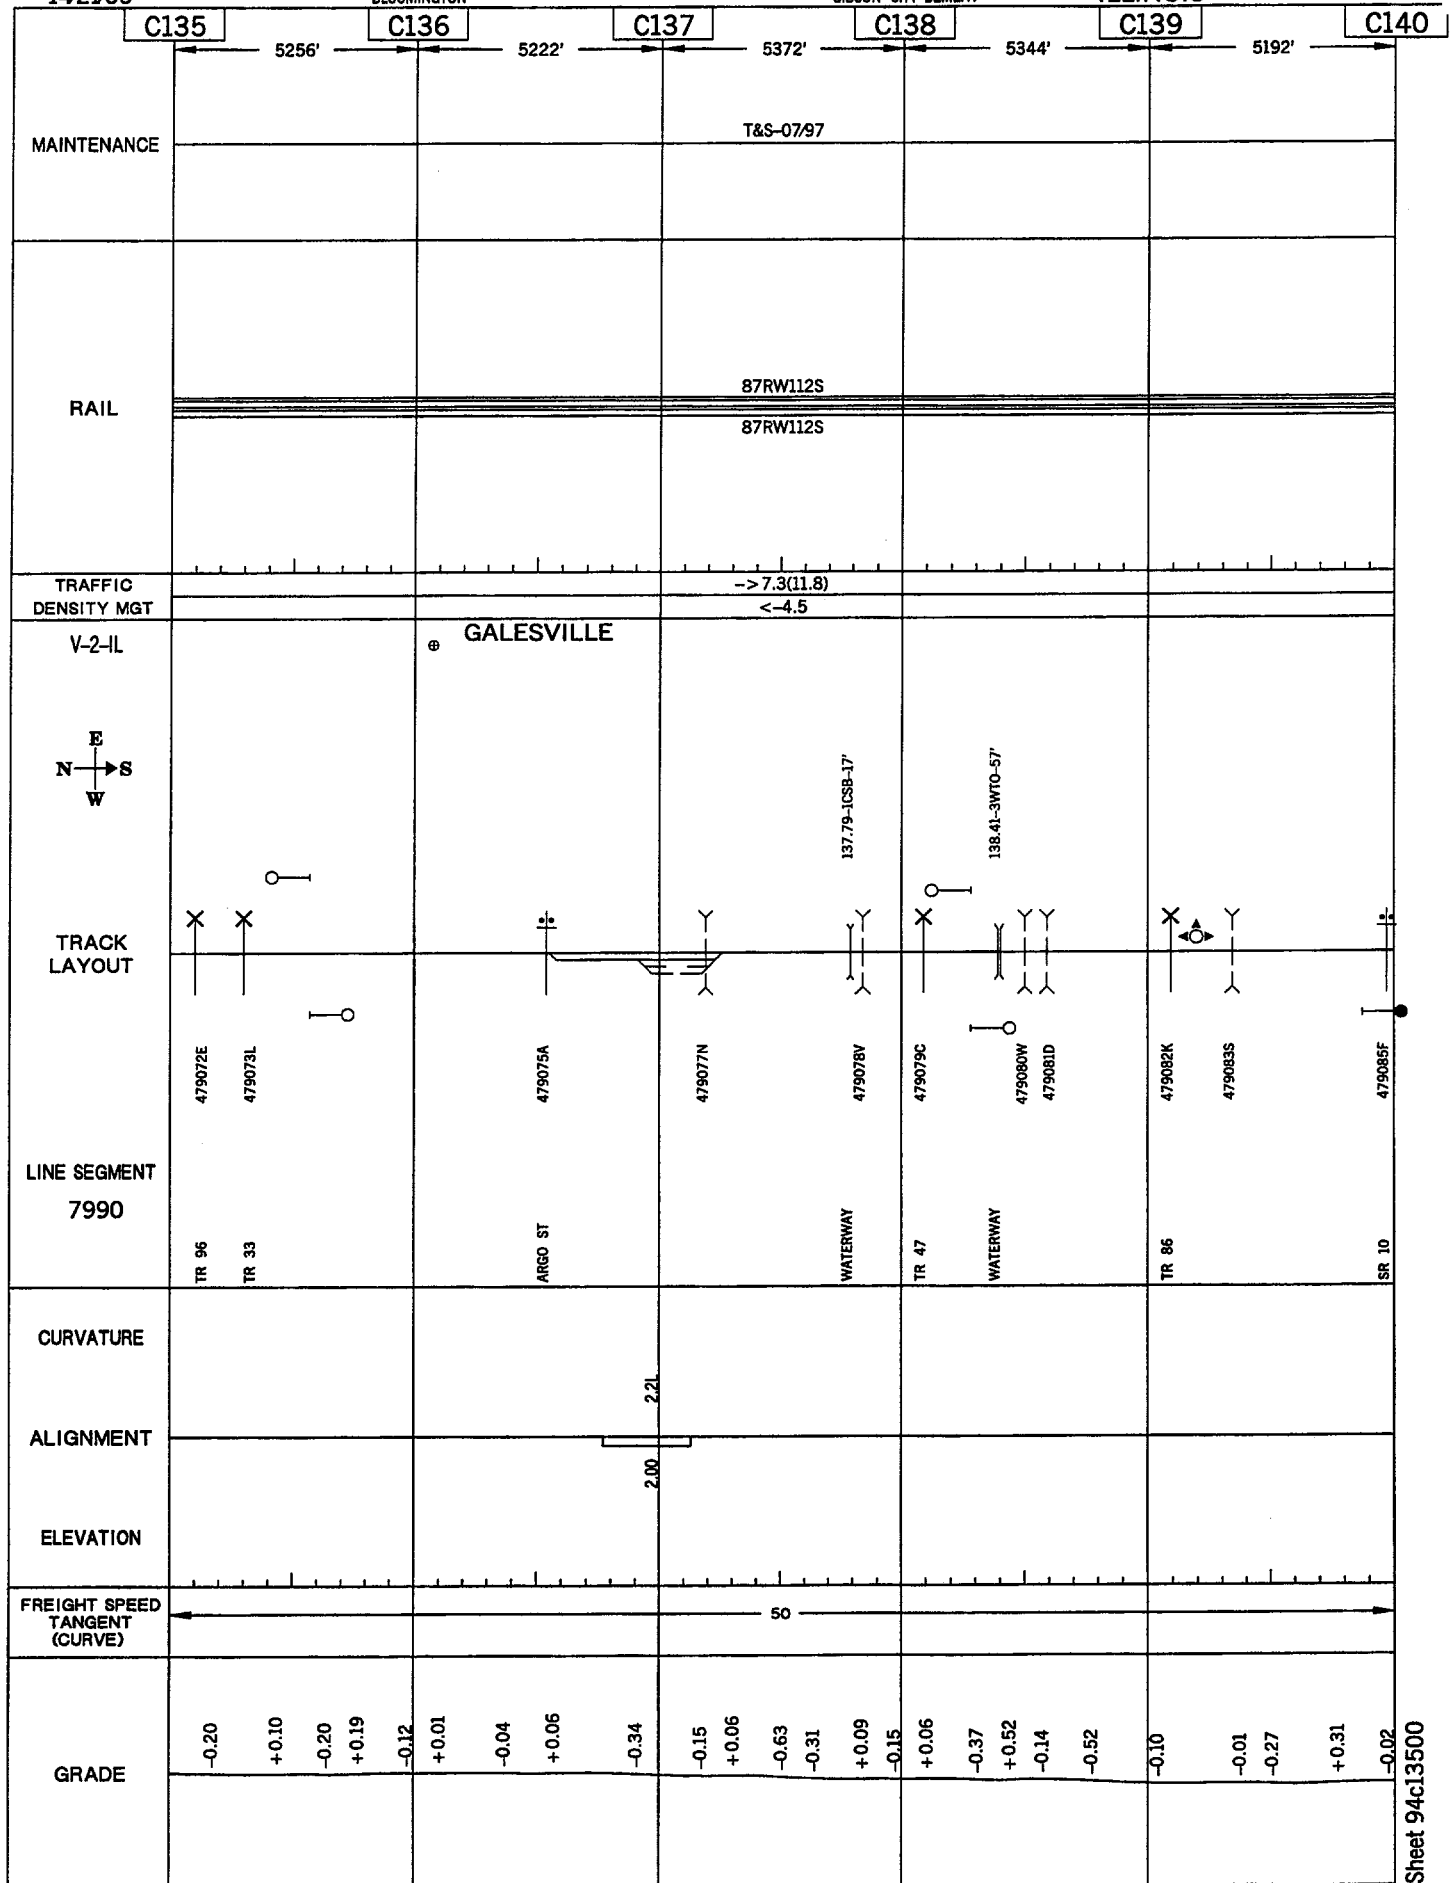 C135 C136 C137 C138 C139 C140
5256' 5222' 5372' 5344' 5192'
MAINTENANCE
T&S-07/97
RAIL
87RW112S
87RW112S
TRAFFIC
DENSITY MGT
->7.3(11.8)
<-4.5
V-2-IL
GALESVILLE
E
N S
W
137.79-1CSB-17'
138.41-3WTO-57'
TRACK
LAYOUT
479072E
479073L
479075A
479077N
479078V
479079C
479080W
479081D
479082K
479083S
479085F
LINE SEGMENT
7990
TR 96
TR 33
ARGO ST
WATERWAY
TR 47
WATERWAY
TR 86
SR 10
CURVATURE
2.2L
ALIGNMENT
2.00
ELEVATION
FREIGHT SPEED
TANGENT
(CURVE)
50
GRADE
-0.20
+0.10
-0.20
+0.19
-0.12
+0.01
-0.04
+0.06
-0.34
-0.15
+0.06
-0.63
-0.31
+0.09
-0.15
+0.06
-0.37
+0.52
-0.14
-0.52
-0.10
-0.01
-0.27
+0.31
-0.02
Sheet 94c13500